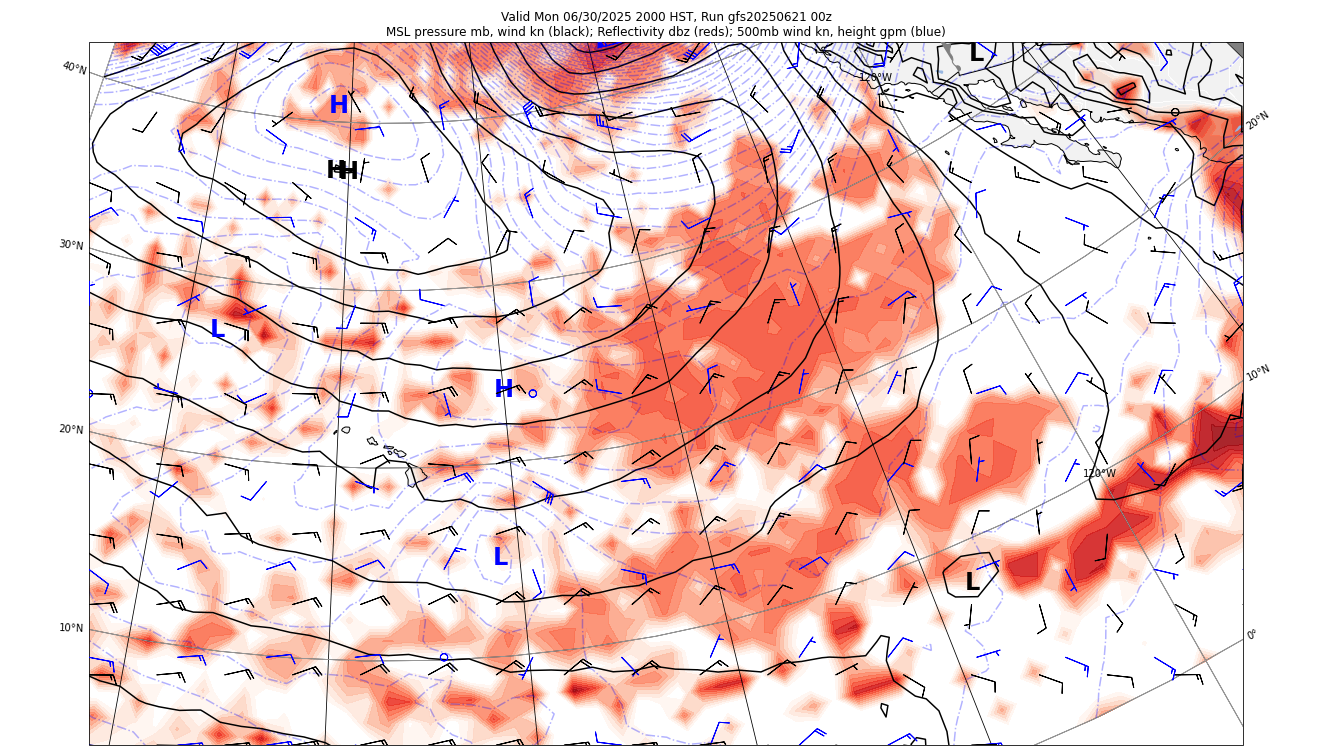 Valid Mon 06/30/2025 2000 HST, Run gfs20250621 00z
MSL pressure mb, wind kn (black); Reflectivity dbz (reds); 500mb wind kn, height gpm (blue)
L
40°N
120°W
H
20°N
H
H
30°N
L
10°N
H
20°N
120°W
L
L
10°N
0°